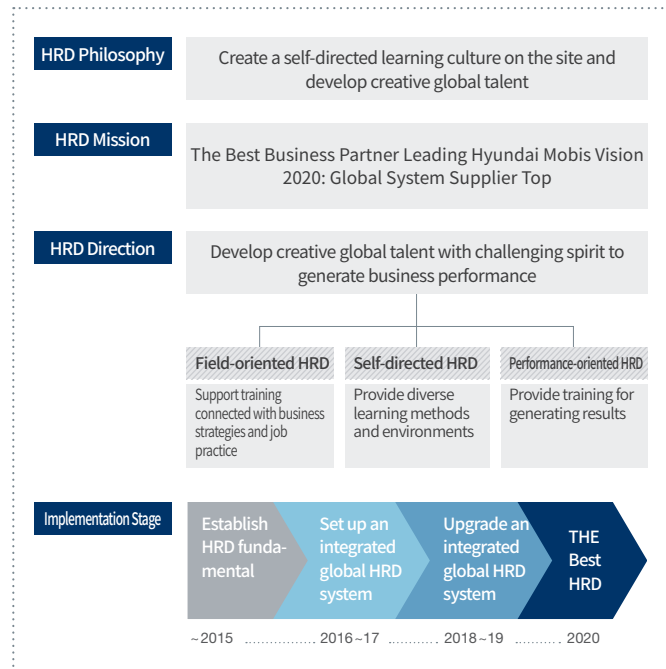 HRD Philosophy
Create a self-directed learning culture on the site and
develop creative global talent
HRD Mission
The Best Business Partner Leading Hyundai Mobis Vision
2020: Global System Supplier Top
HRD Direction
Develop creative global talent with challenging spirit to
generate business performance
Field-oriented HRD
Support training
connected with business
strategies and job
practice
Self-directed HRD
Provide diverse
learning methods
and environments
Performance-oriented HRD
Provide training for
generating results
Implementation Stage
Establish
HRD funda-
mental
Set up an
integrated
global HRD
system
Upgrade an
integrated
global HRD
system
THE
Best
HRD
~2015 ............. 2016~17 ........... 2018~19 ........... 2020